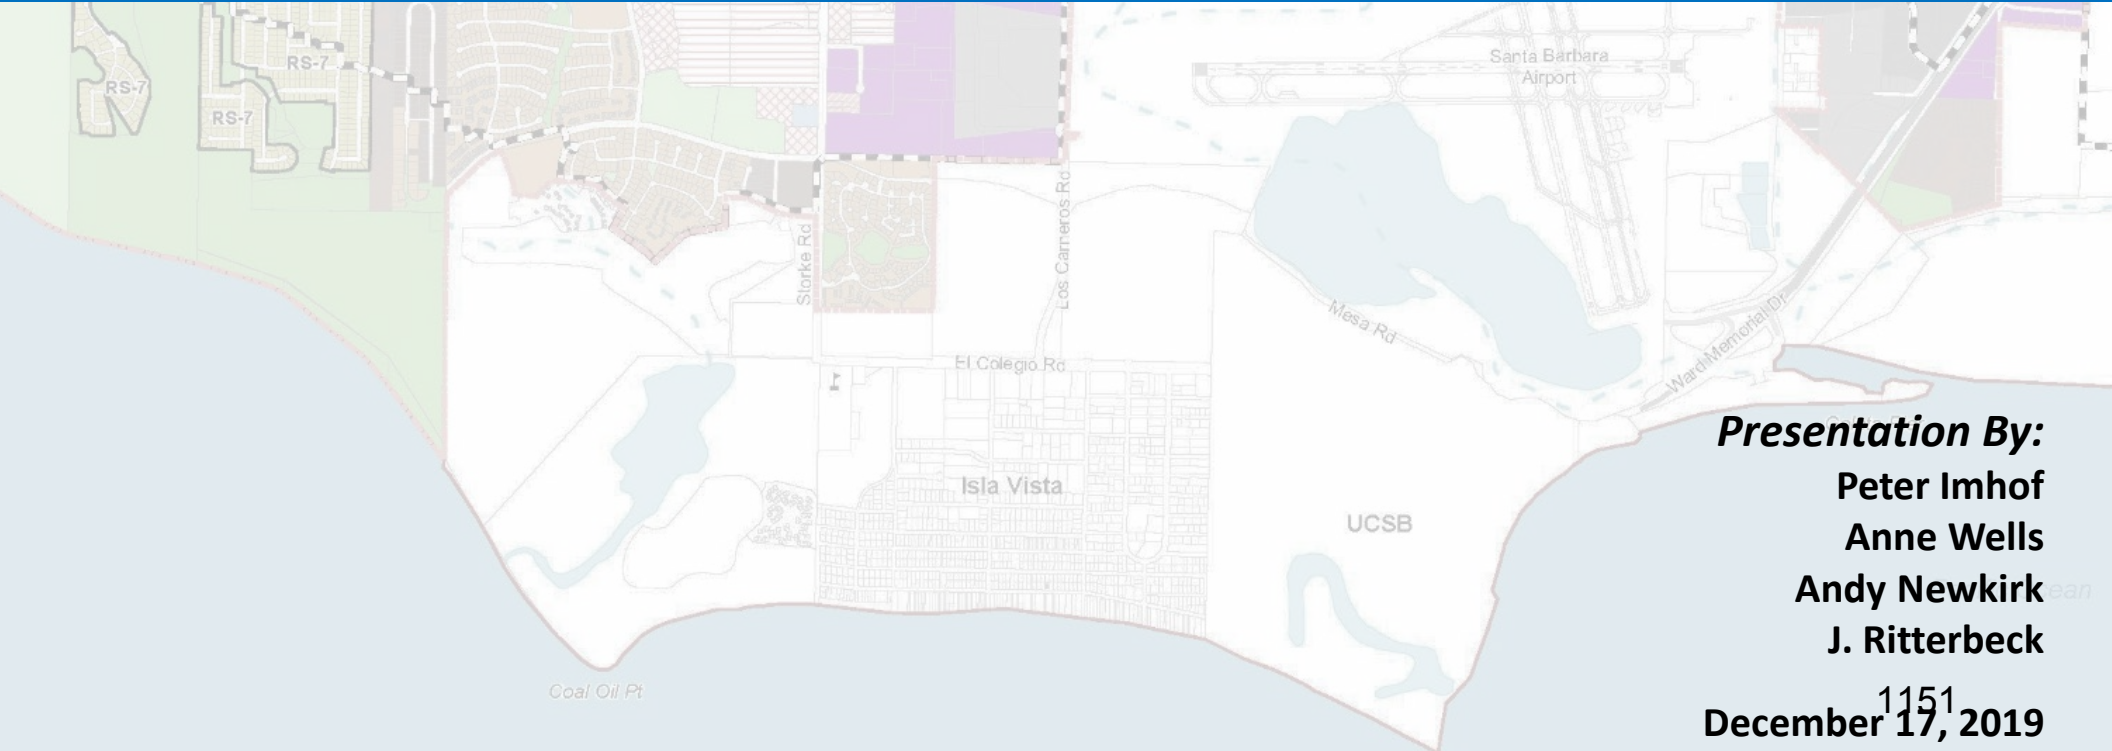 Santa Barbara
Airport
RS-7
RS-7
RS-7
Los Carneros Rd
Storke Rd
Mesa Rd
Ward Memorial Dr
El Colegio Rd
Isla Vista
UCSB
Coal Oil Pt
Presentation By:
Peter Imhof
Anne Wells
Andy Newkirk
J. Ritterbeck
1151
December 17, 2019